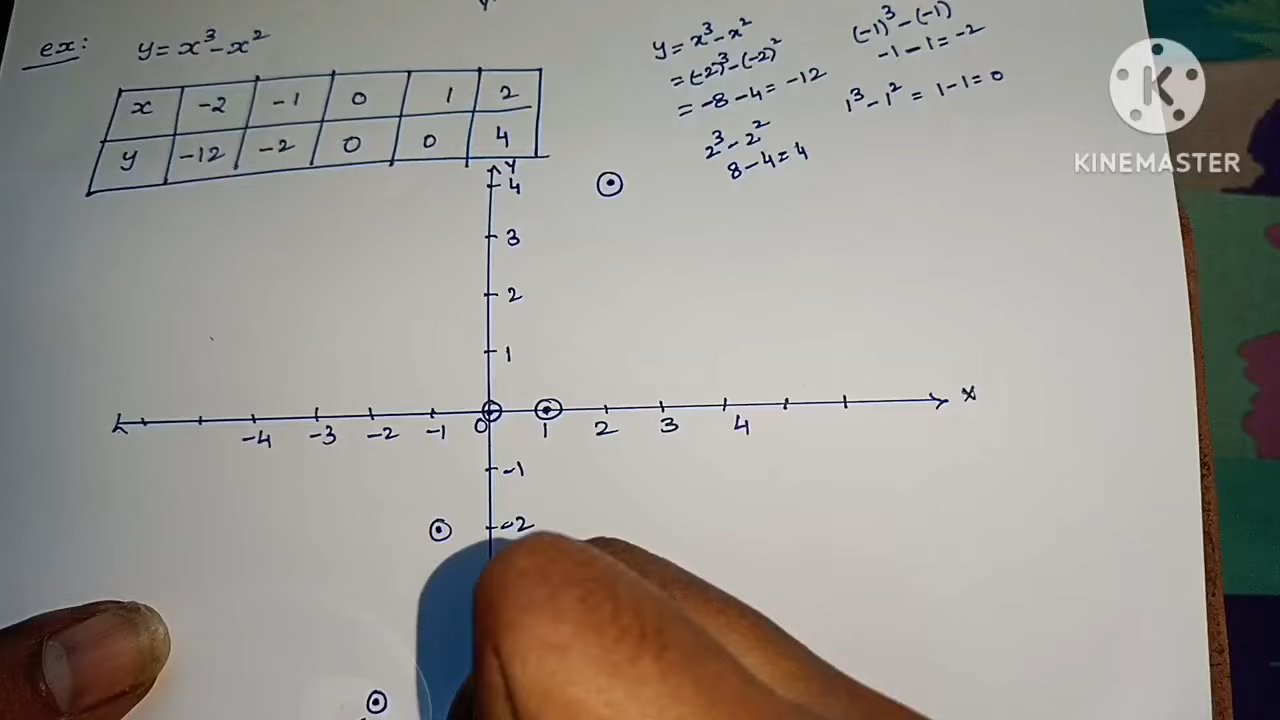 ex: y = x³ - x²
x -2 -1 0 1 2
y -12 -2 0 0 4
y = x³ - x²
= (-2)³ - (-2)²
= -8 - 4 = -12
2³ - 2²
8 - 4 = 4
(-1)³ - (-1)
-1 - 1 = -2
1³ - 1² = 1 - 1 = 0
KINEMASTER
y
4
3
2
1
x
-4 -3 -2 -1 0 1 2 3 4
-1
-2